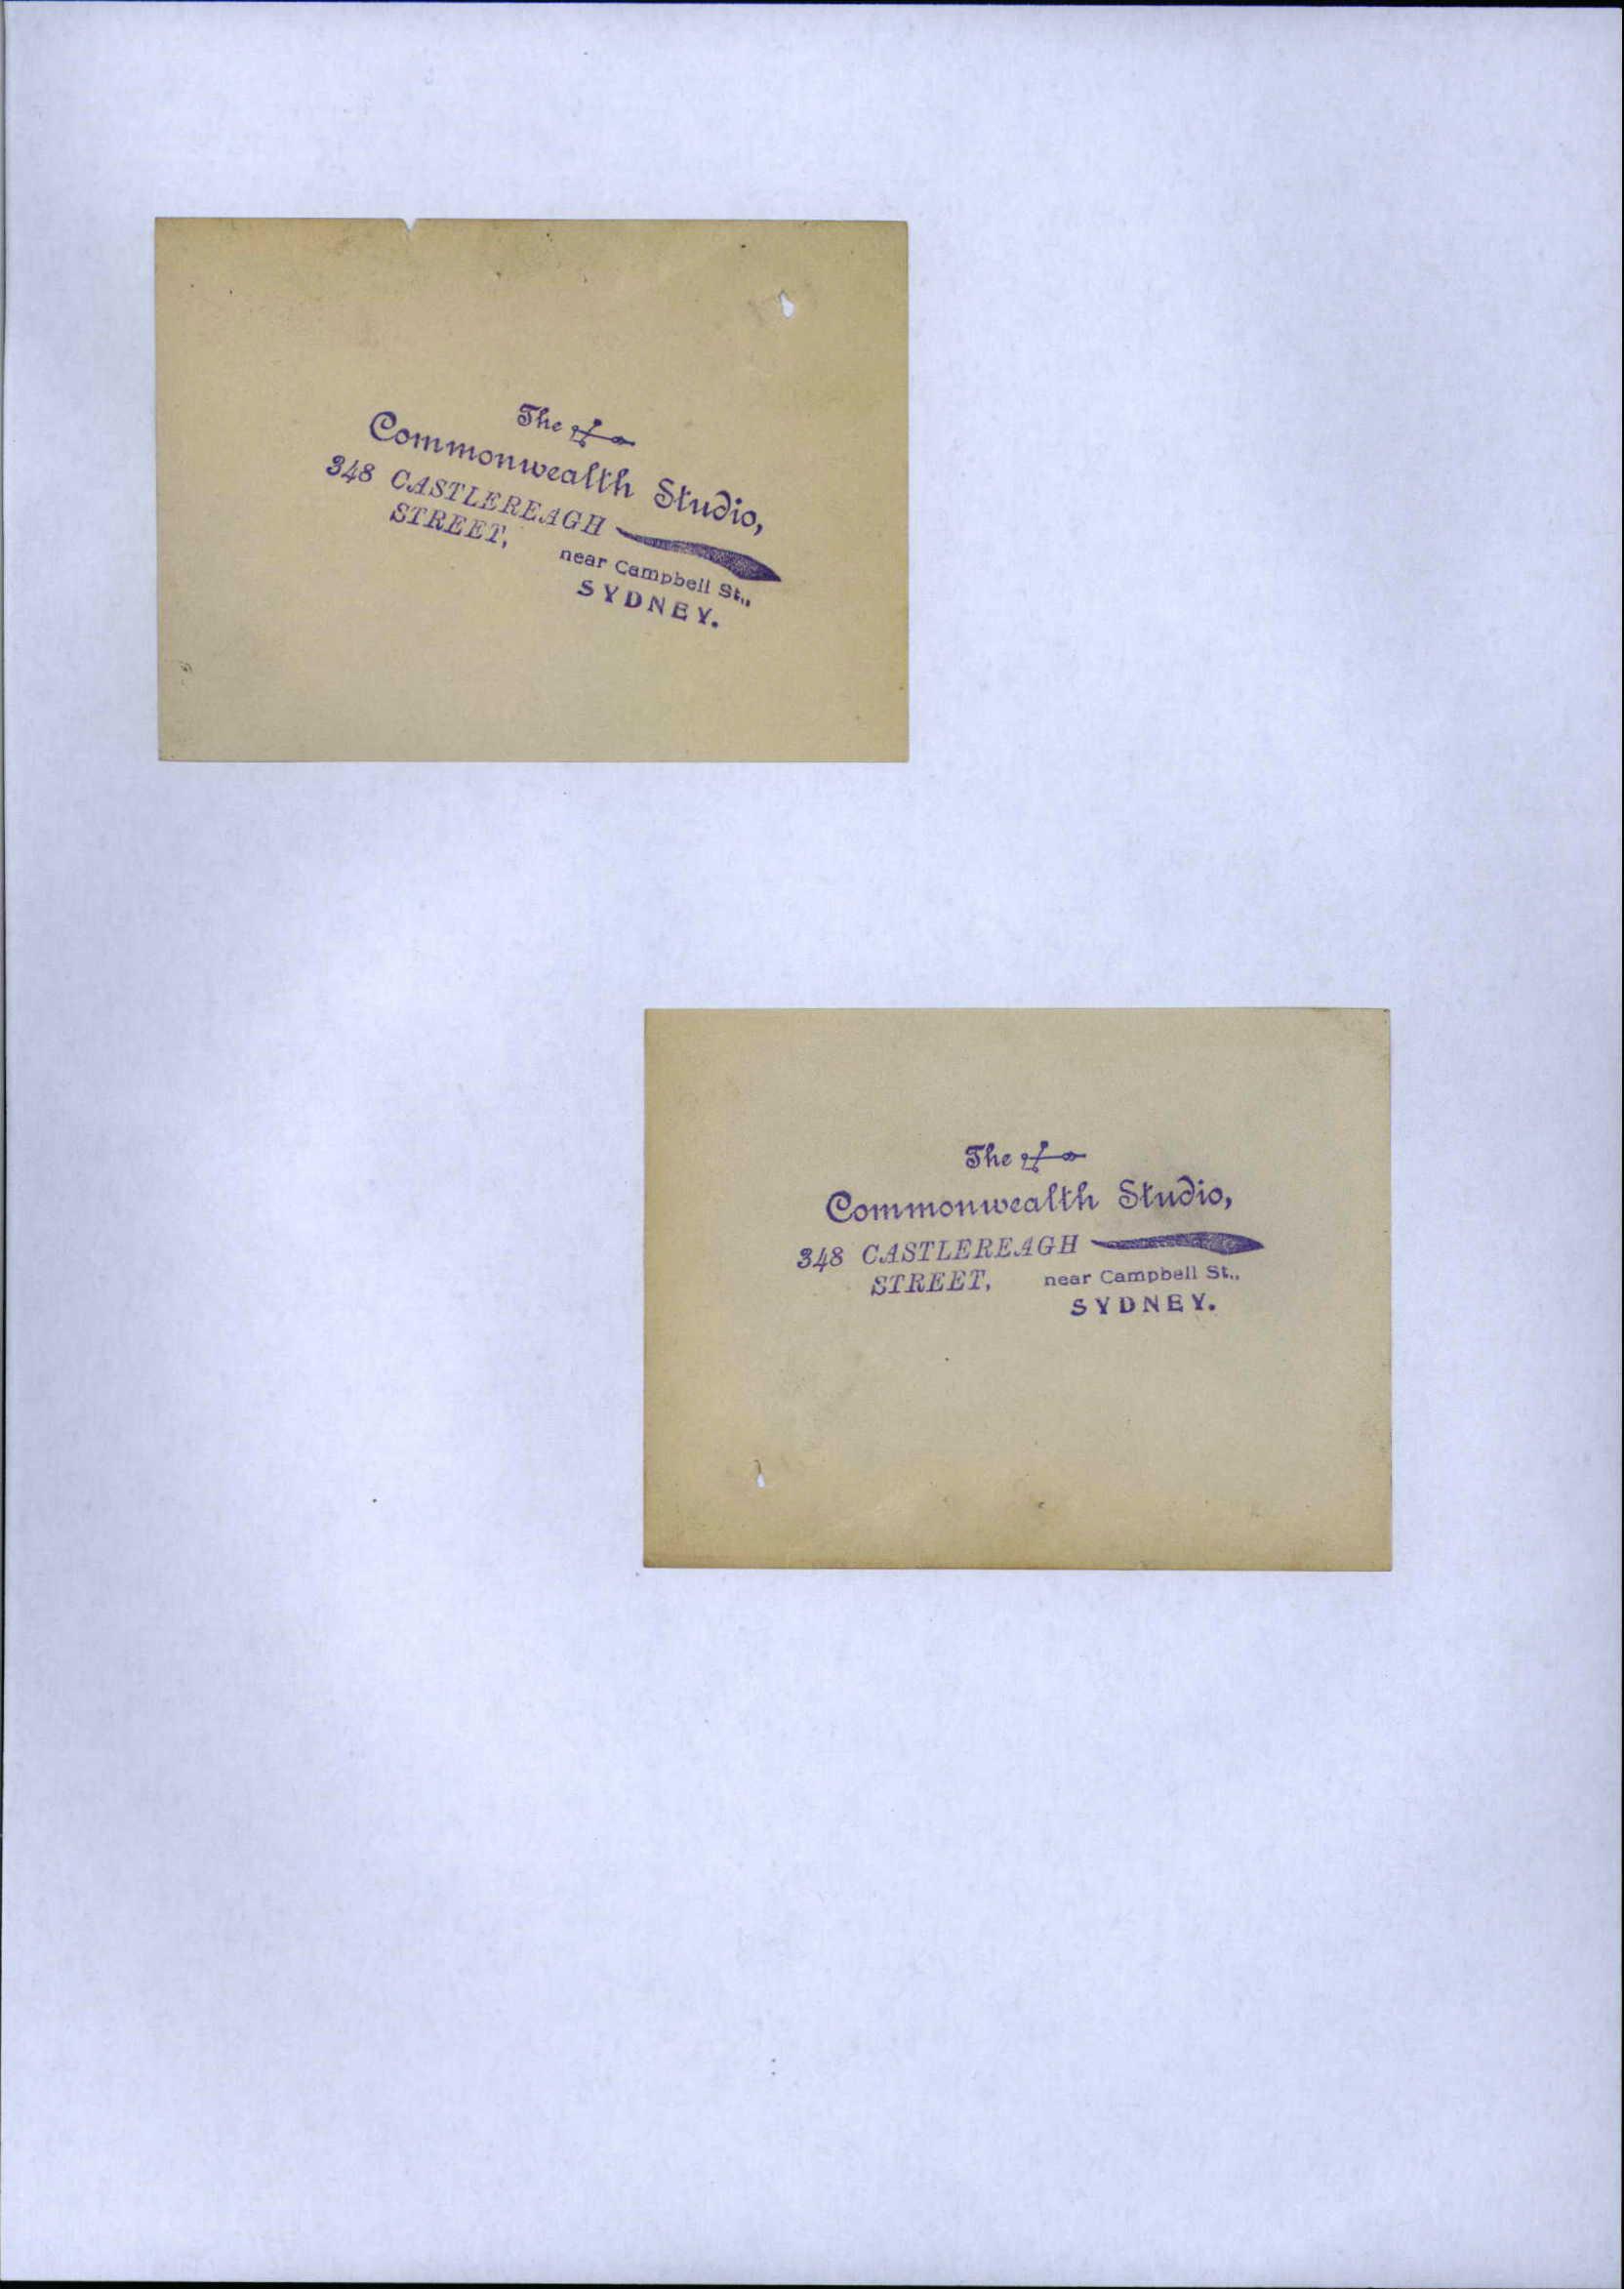 The
Commonwealth Studio,
348 CASTLEREAGH
STREET,
near Campbell St.,
SYDNEY.
The
Commonwealth Studio,
348 CASTLEREAGH
STREET,
near Campbell St.,
SYDNEY.